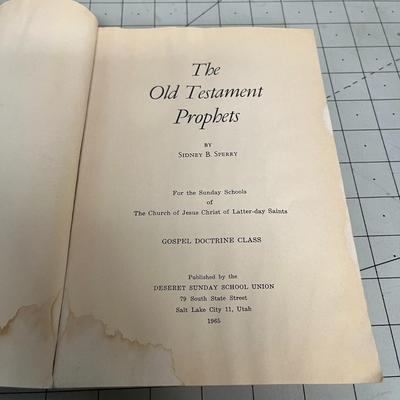 The
Old Testament
Prophets
BY
SIDNEY B. SPERRY
For the Sunday Schools
of
The Church of Jesus Christ of Latter-day Saints
GOSPEL DOCTRINE CLASS
Published by the
DESERET SUNDAY SCHOOL UNION
79 South State Street
Salt Lake City 11, Utah
1965